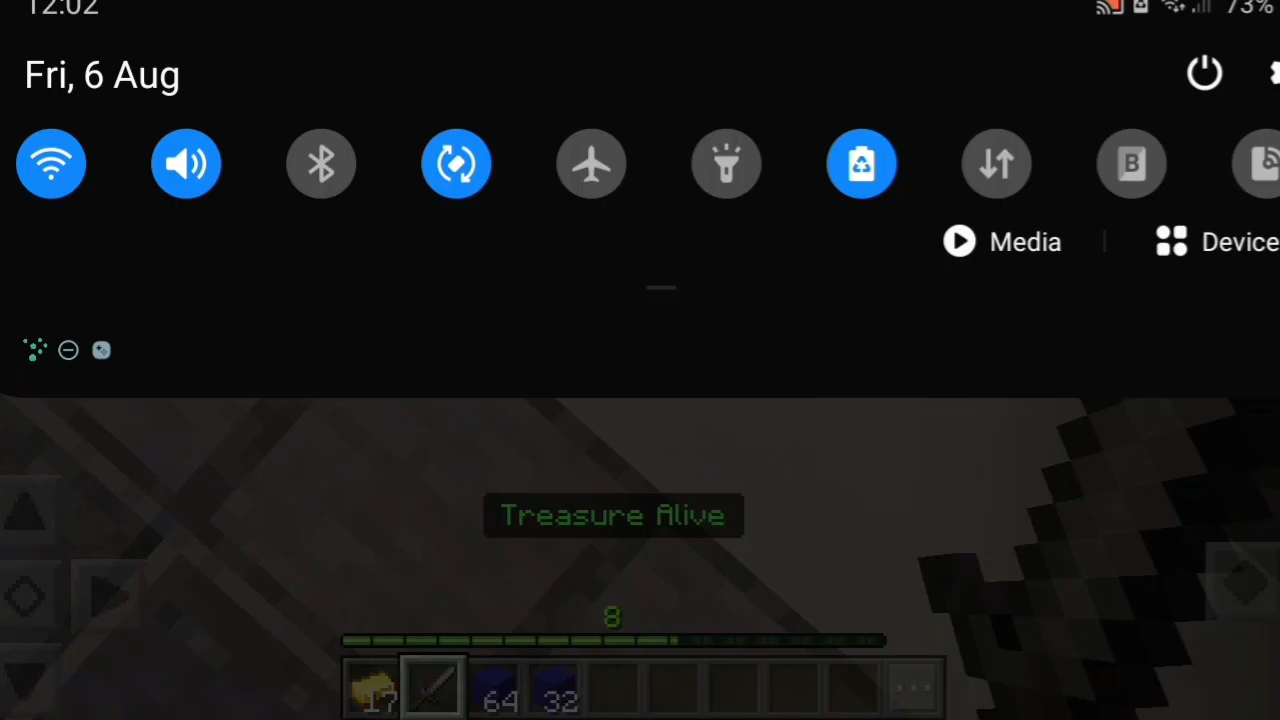 12:02
73%
Fri, 6 Aug
B
Media
Device
Treasure Alive
8
17
64
32